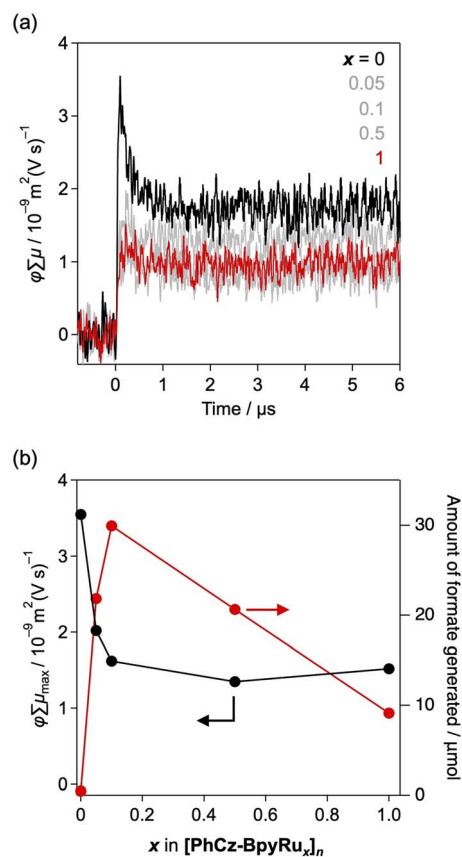 (a)
4
3
2
1
0
φ∑μ / 10⁻⁹ m² (V s)⁻¹
x = 0
0.05
0.1
0.5
1
0 1 2 3 4 5 6
Time / μs
(b)
4
3
2
1
0
φ∑μmax / 10⁻⁹ m² (V s)⁻¹
30
20
10
0
Amount of formate generated / μmol
0 0.2 0.4 0.6 0.8 1.0
x in [PhCz-BpyRuₓ]ₙ